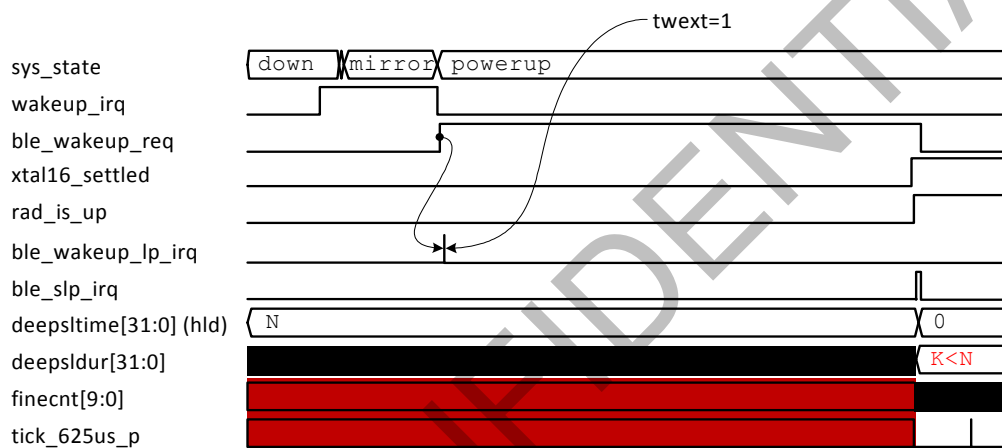 twext=1
sys_state down mirror powerup
wakeup_irq
ble_wakeup_req
xtal16_settled
rad_is_up
ble_wakeup_lp_irq
ble_slp_irq
deepsltime[31:0] (hld) N 0
deepsldur[31:0] K<N
finecnt[9:0]
tick_625us_p
FIDENTIA